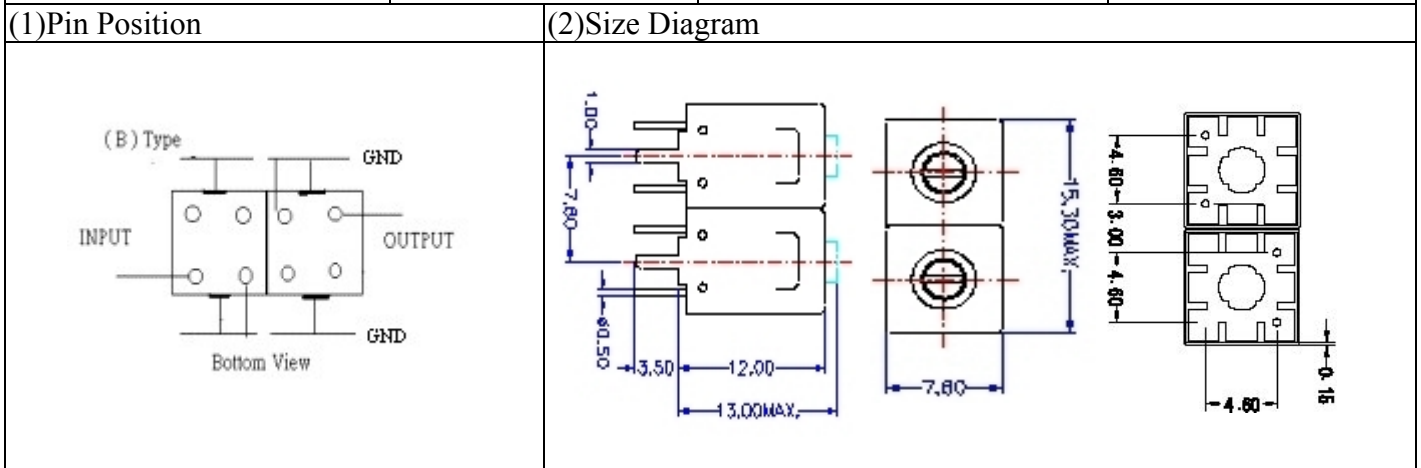 (1)Pin Position
(2)Size Diagram
(B) Type
GND
INPUT
OUTPUT
GND
Bottom View
1.00
7.60
ø0.50
3.50
12.00
13.00MAX.
15.30MAX.
7.60
4.60
3.00
4.60
0.15
4.60